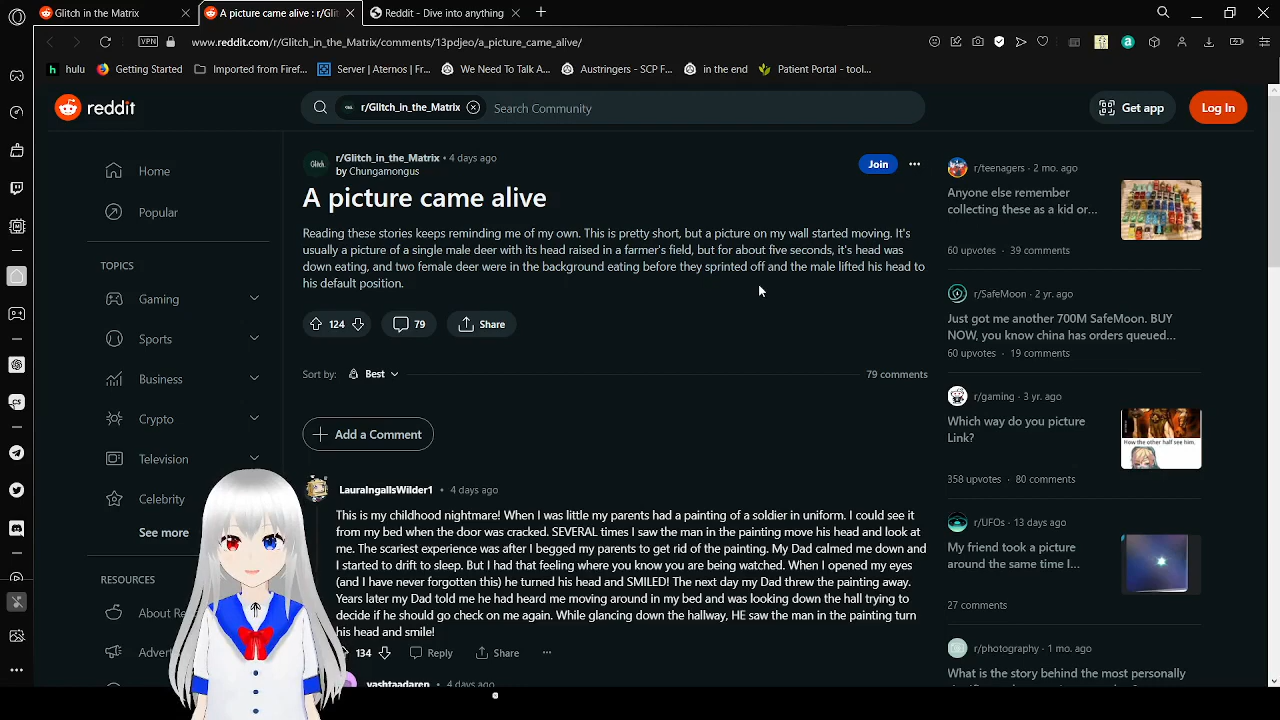 Glitch in the Matrix
A picture came alive : r/Glit
Reddit - Dive into anything
VPN
www.reddit.com/r/Glitch_in_the_Matrix/comments/13pdjeo/a_picture_came_alive/
hulu
Getting Started
Imported from Firef...
Server | Aternos | Fr...
We Need To Talk A...
Austringers - SCP F...
in the end
Patient Portal - tool...
reddit
r/Glitch_in_the_Matrix
Search Community
Get app
Log In
Home
Popular
TOPICS
Gaming
Sports
Business
Crypto
Television
Celebrity
See more
RESOURCES
About Re
Advert
r/Glitch_in_the_Matrix • 4 days ago
by Chungamongus
Join
A picture came alive
Reading these stories keeps reminding me of my own. This is pretty short, but a picture on my wall started moving. It's
usually a picture of a single male deer with its head raised in a farmer's field, but for about five seconds, it's head was
down eating, and two female deer were in the background eating before they sprinted off and the male lifted his head to
his default position.
124
79
Share
Sort by:
Best
79 comments
Add a Comment
LauraIngallsWilder1 • 4 days ago
This is my childhood nightmare! When I was little my parents had a painting of a soldier in uniform. I could see it
from my bed when the door was cracked. SEVERAL times I saw the man in the painting move his head and look at
me. The scariest experience was after I begged my parents to get rid of the painting. My Dad calmed me down and
I started to drift to sleep. But I had that feeling where you know you are being watched. When I opened my eyes
(and I have never forgotten this) he turned his head and SMILED! The next day my Dad threw the painting away.
Years later my Dad told me he had heard me moving around in my bed and was looking down the hall trying to
decide if he should go check on me again. While glancing down the hallway, HE saw the man in the painting turn
his head and smile!
134
Reply
Share
yashtaadaren • 4 days ago
r/teenagers • 2 mo. ago
Anyone else remember
collecting these as a kid or...
60 upvotes • 39 comments
r/SafeMoon • 2 yr. ago
Just got me another 700M SafeMoon. BUY
NOW, you know china has orders queued...
60 upvotes • 19 comments
r/gaming • 3 yr. ago
Which way do you picture
Link?
How the other half see him,
358 upvotes • 80 comments
r/UFOs • 13 days ago
My friend took a picture
around the same time I...
27 comments
r/photography • 1 mo. ago
What is the story behind the most personally